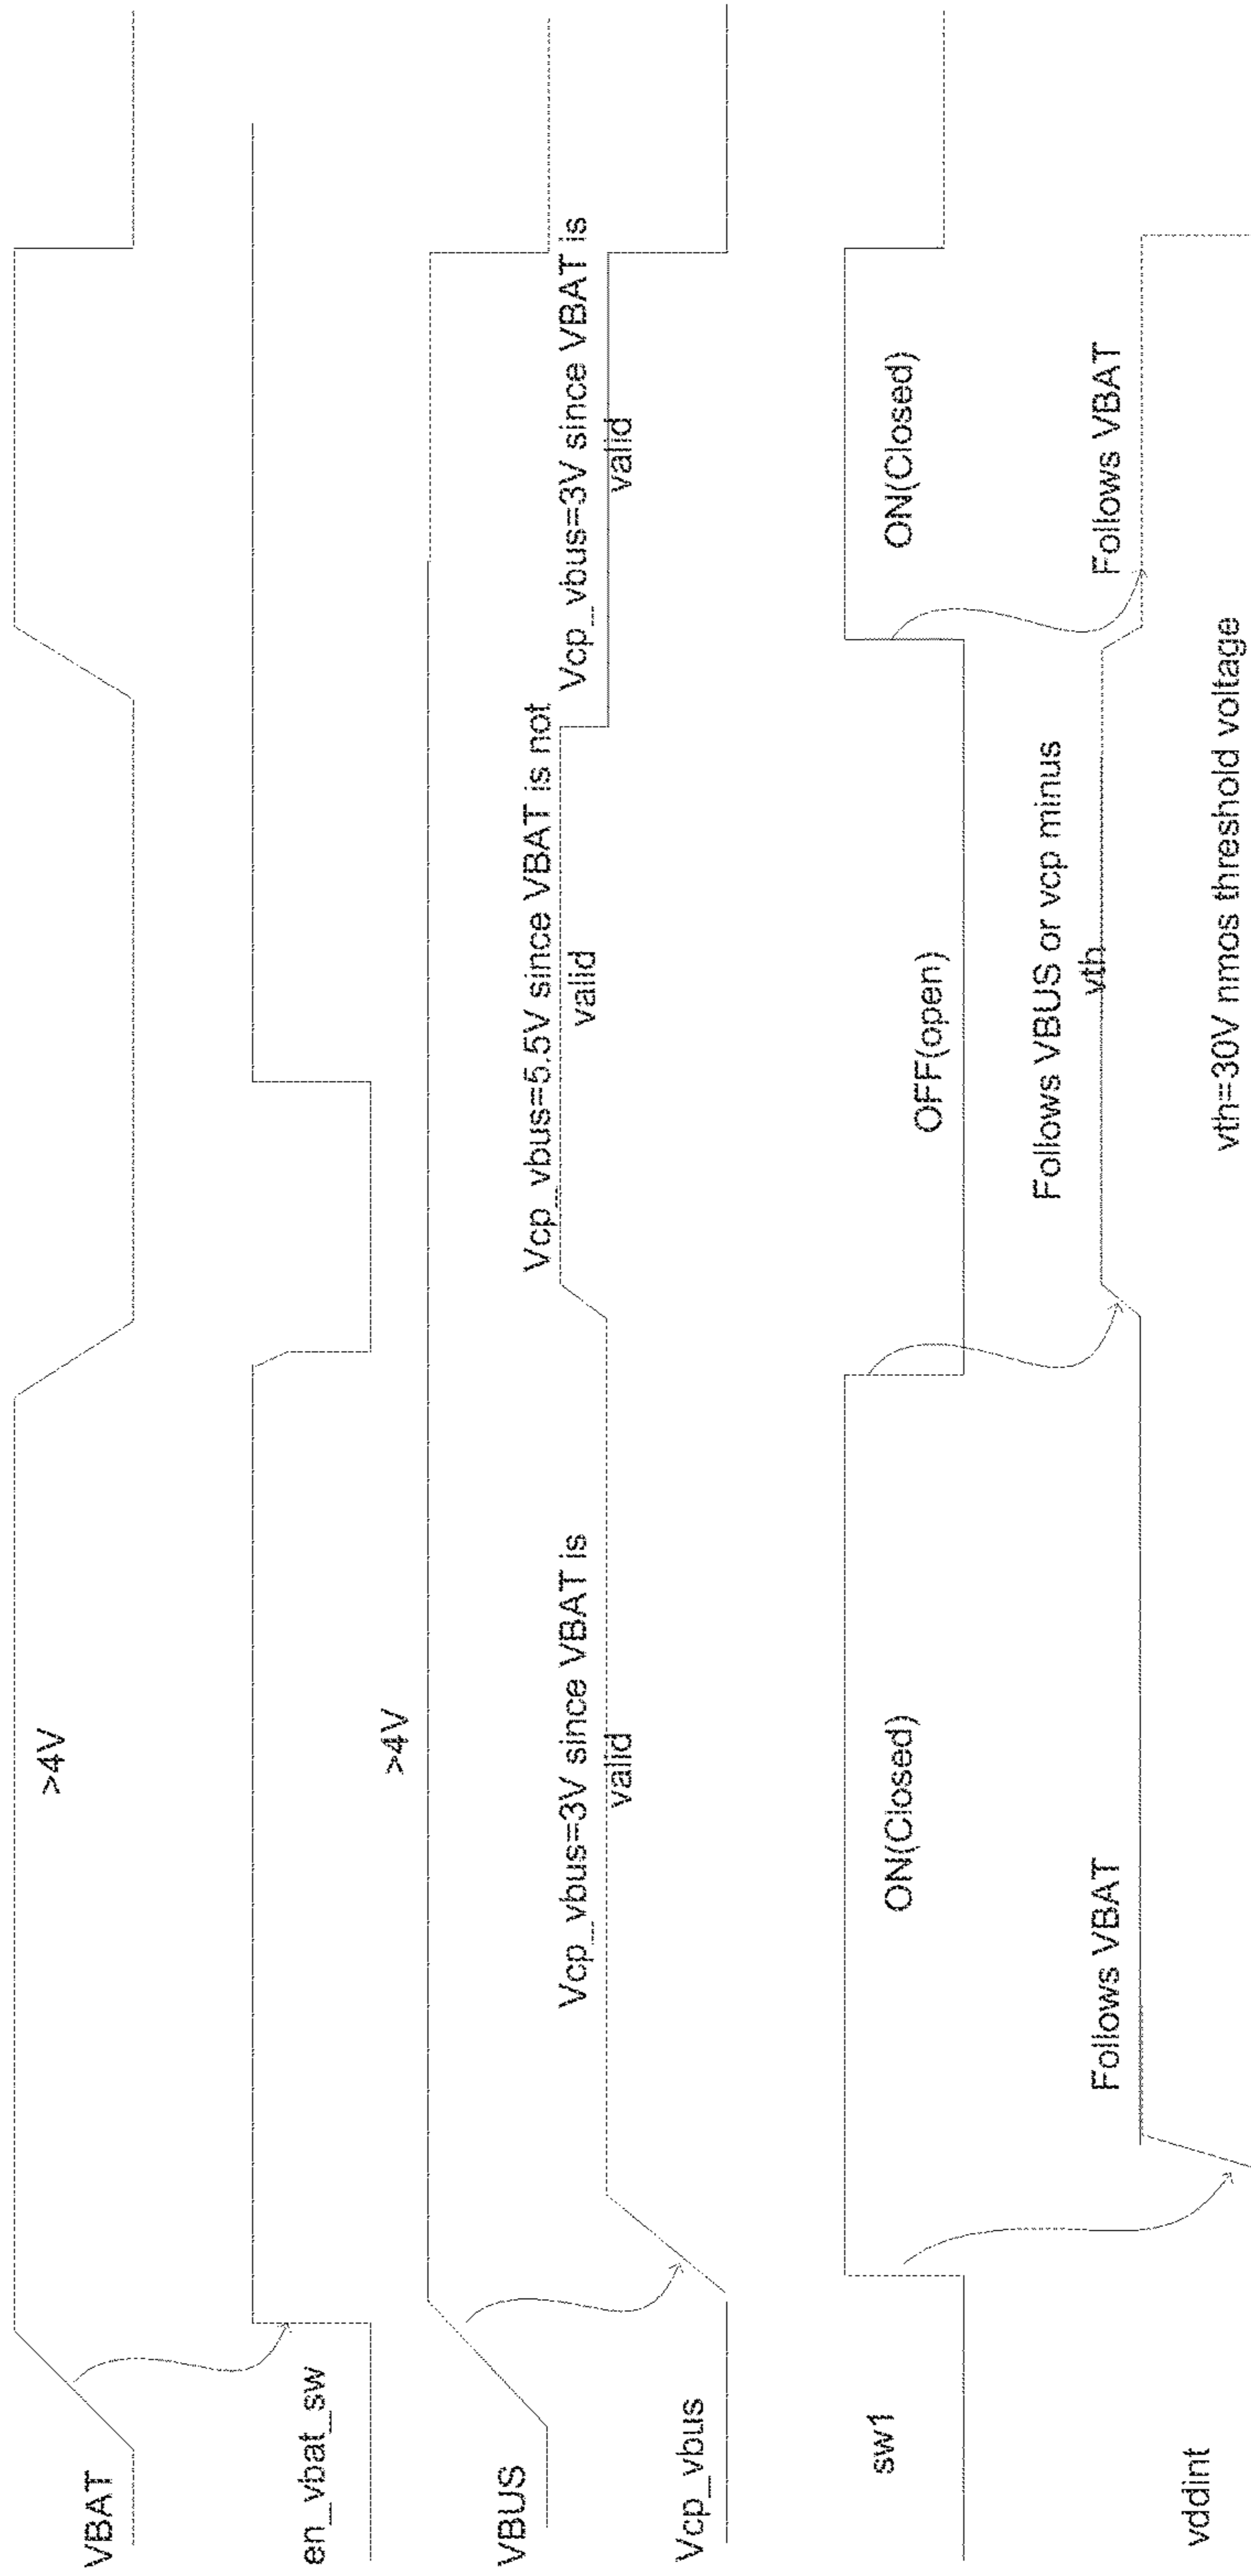 VBAT
>4V
en_vbat_sw
VBUS
>4V
Vcp_vbus
Vcp_vbus=3V since VBAT is
valid
Vcp_vbus=5.5V since VBAT is not
valid
Vcp_vbus=3V since VBAT is
valid
sw1
ON(Closed)
OFF(open)
ON(Closed)
vddint
Follows VBAT
Follows VBUS or vcp minus
vth
Follows VBAT
vth=30V nmos threshold voltage